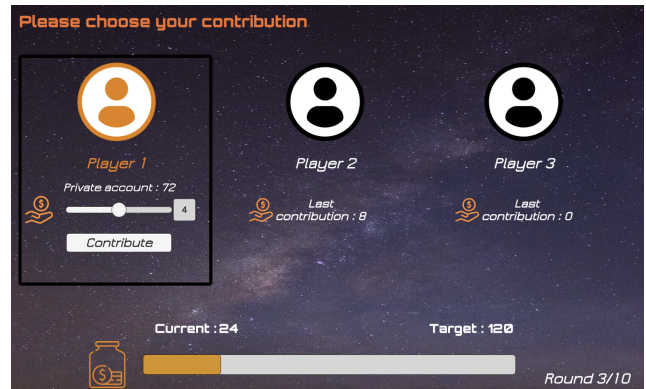 Please choose your contribution
Player 1
Player 2
Player 3
Private account : 72
4
Contribute
Last
contribution : 8
Last
contribution : 0
Current :24
Target : 120
Round 3/10